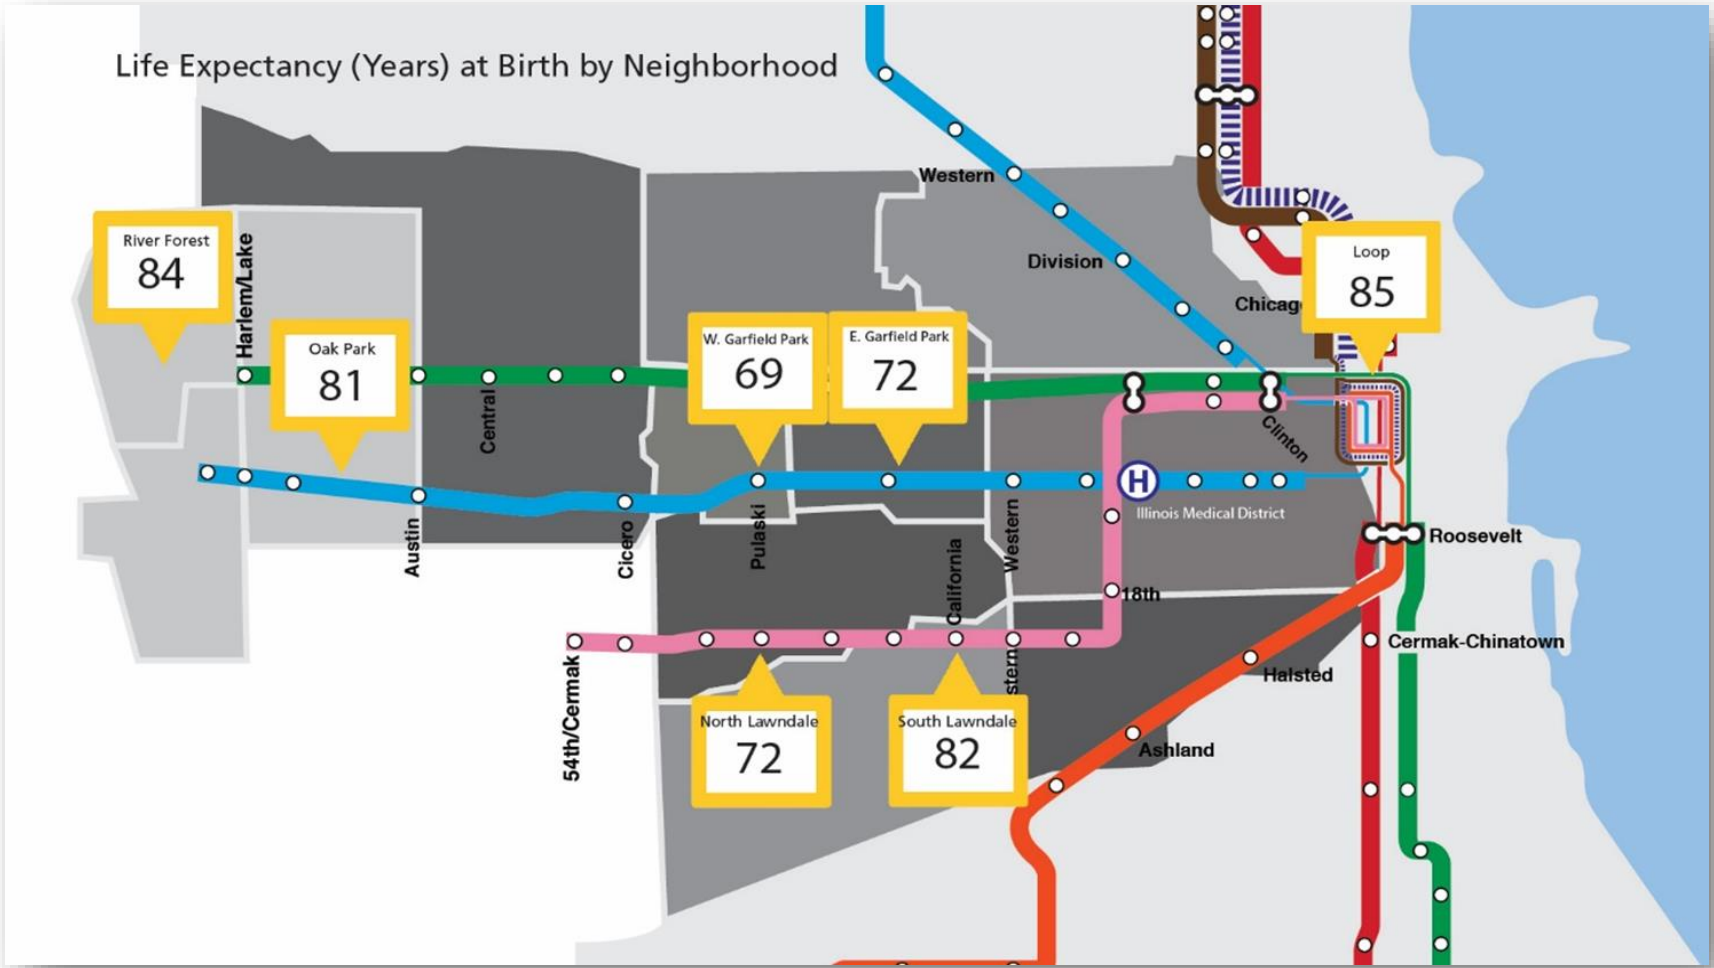 Life Expectancy (Years) at Birth by Neighborhood
Western
Division
Chicag
River Forest
84
Harlem/Lake
Oak Park
81
Central
W. Garfield Park
69
E. Garfield Park
72
Loop
85
Clinton
H
Illinois Medical District
Austin
Cicero
Pulaski
California
Western
Roosevelt
18th
54th/Cermak
North Lawndale
72
South Lawndale
82
stern
Cermak-Chinatown
Halsted
Ashland